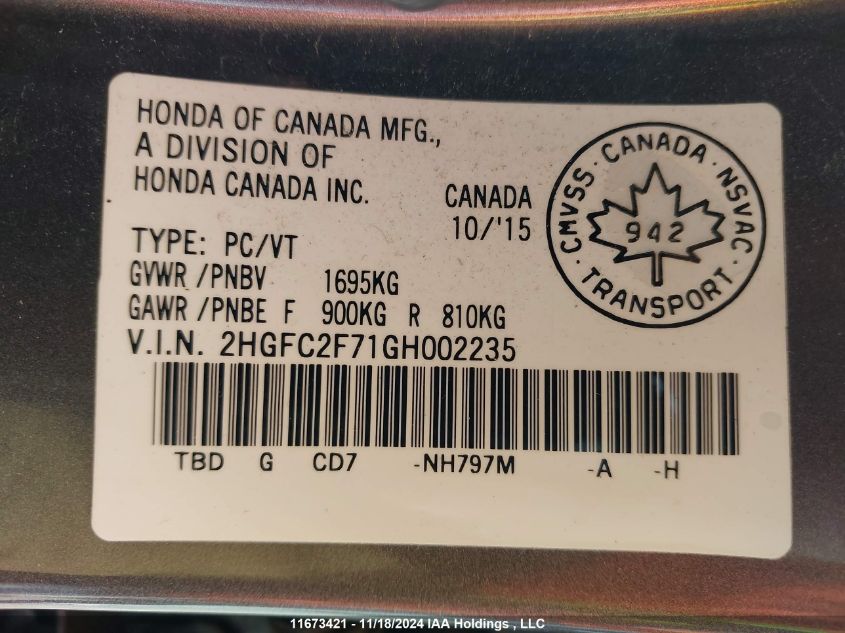 HONDA OF CANADA MFG.,
A DIVISION OF
HONDA CANADA INC.
CANADA
10/'15
TYPE: PC/VT
GVWR /PNBV 1695KG
GAWR /PNBE F 900KG R 810KG
V.I.N. 2HGFC2F71GH002235
CMVSS · CANADA · NSVAC · TRANSPORT ·
942
TBD G CD7 -NH797M -A -H
11673421 - 11/18/2024 IAA Holdings , LLC